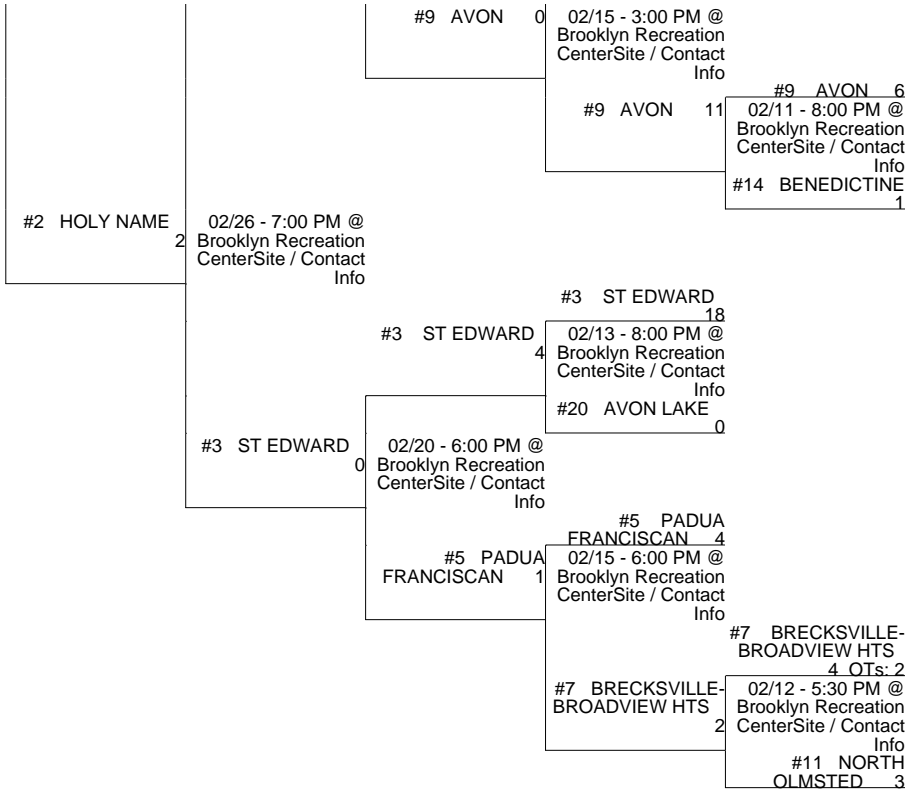 #9 AVON 0
02/15 - 3:00 PM @
Brooklyn Recreation
CenterSite / Contact
Info
#9 AVON 11
#9 AVON 6
02/11 - 8:00 PM @
Brooklyn Recreation
CenterSite / Contact
Info
#14 BENEDICTINE
1
#2 HOLY NAME
2
02/26 - 7:00 PM @
Brooklyn Recreation
CenterSite / Contact
Info
#3 ST EDWARD
18
#3 ST EDWARD
4
02/13 - 8:00 PM @
Brooklyn Recreation
CenterSite / Contact
Info
#20 AVON LAKE
0
#3 ST EDWARD
0
02/20 - 6:00 PM @
Brooklyn Recreation
CenterSite / Contact
Info
#5 PADUA
FRANCISCAN 4
#5 PADUA
FRANCISCAN 1
02/15 - 6:00 PM @
Brooklyn Recreation
CenterSite / Contact
Info
#7 BRECKSVILLE-
BROADVIEW HTS
4 OTs: 2
#7 BRECKSVILLE-
BROADVIEW HTS
2
02/12 - 5:30 PM @
Brooklyn Recreation
CenterSite / Contact
Info
#11 NORTH
OLMSTED 3